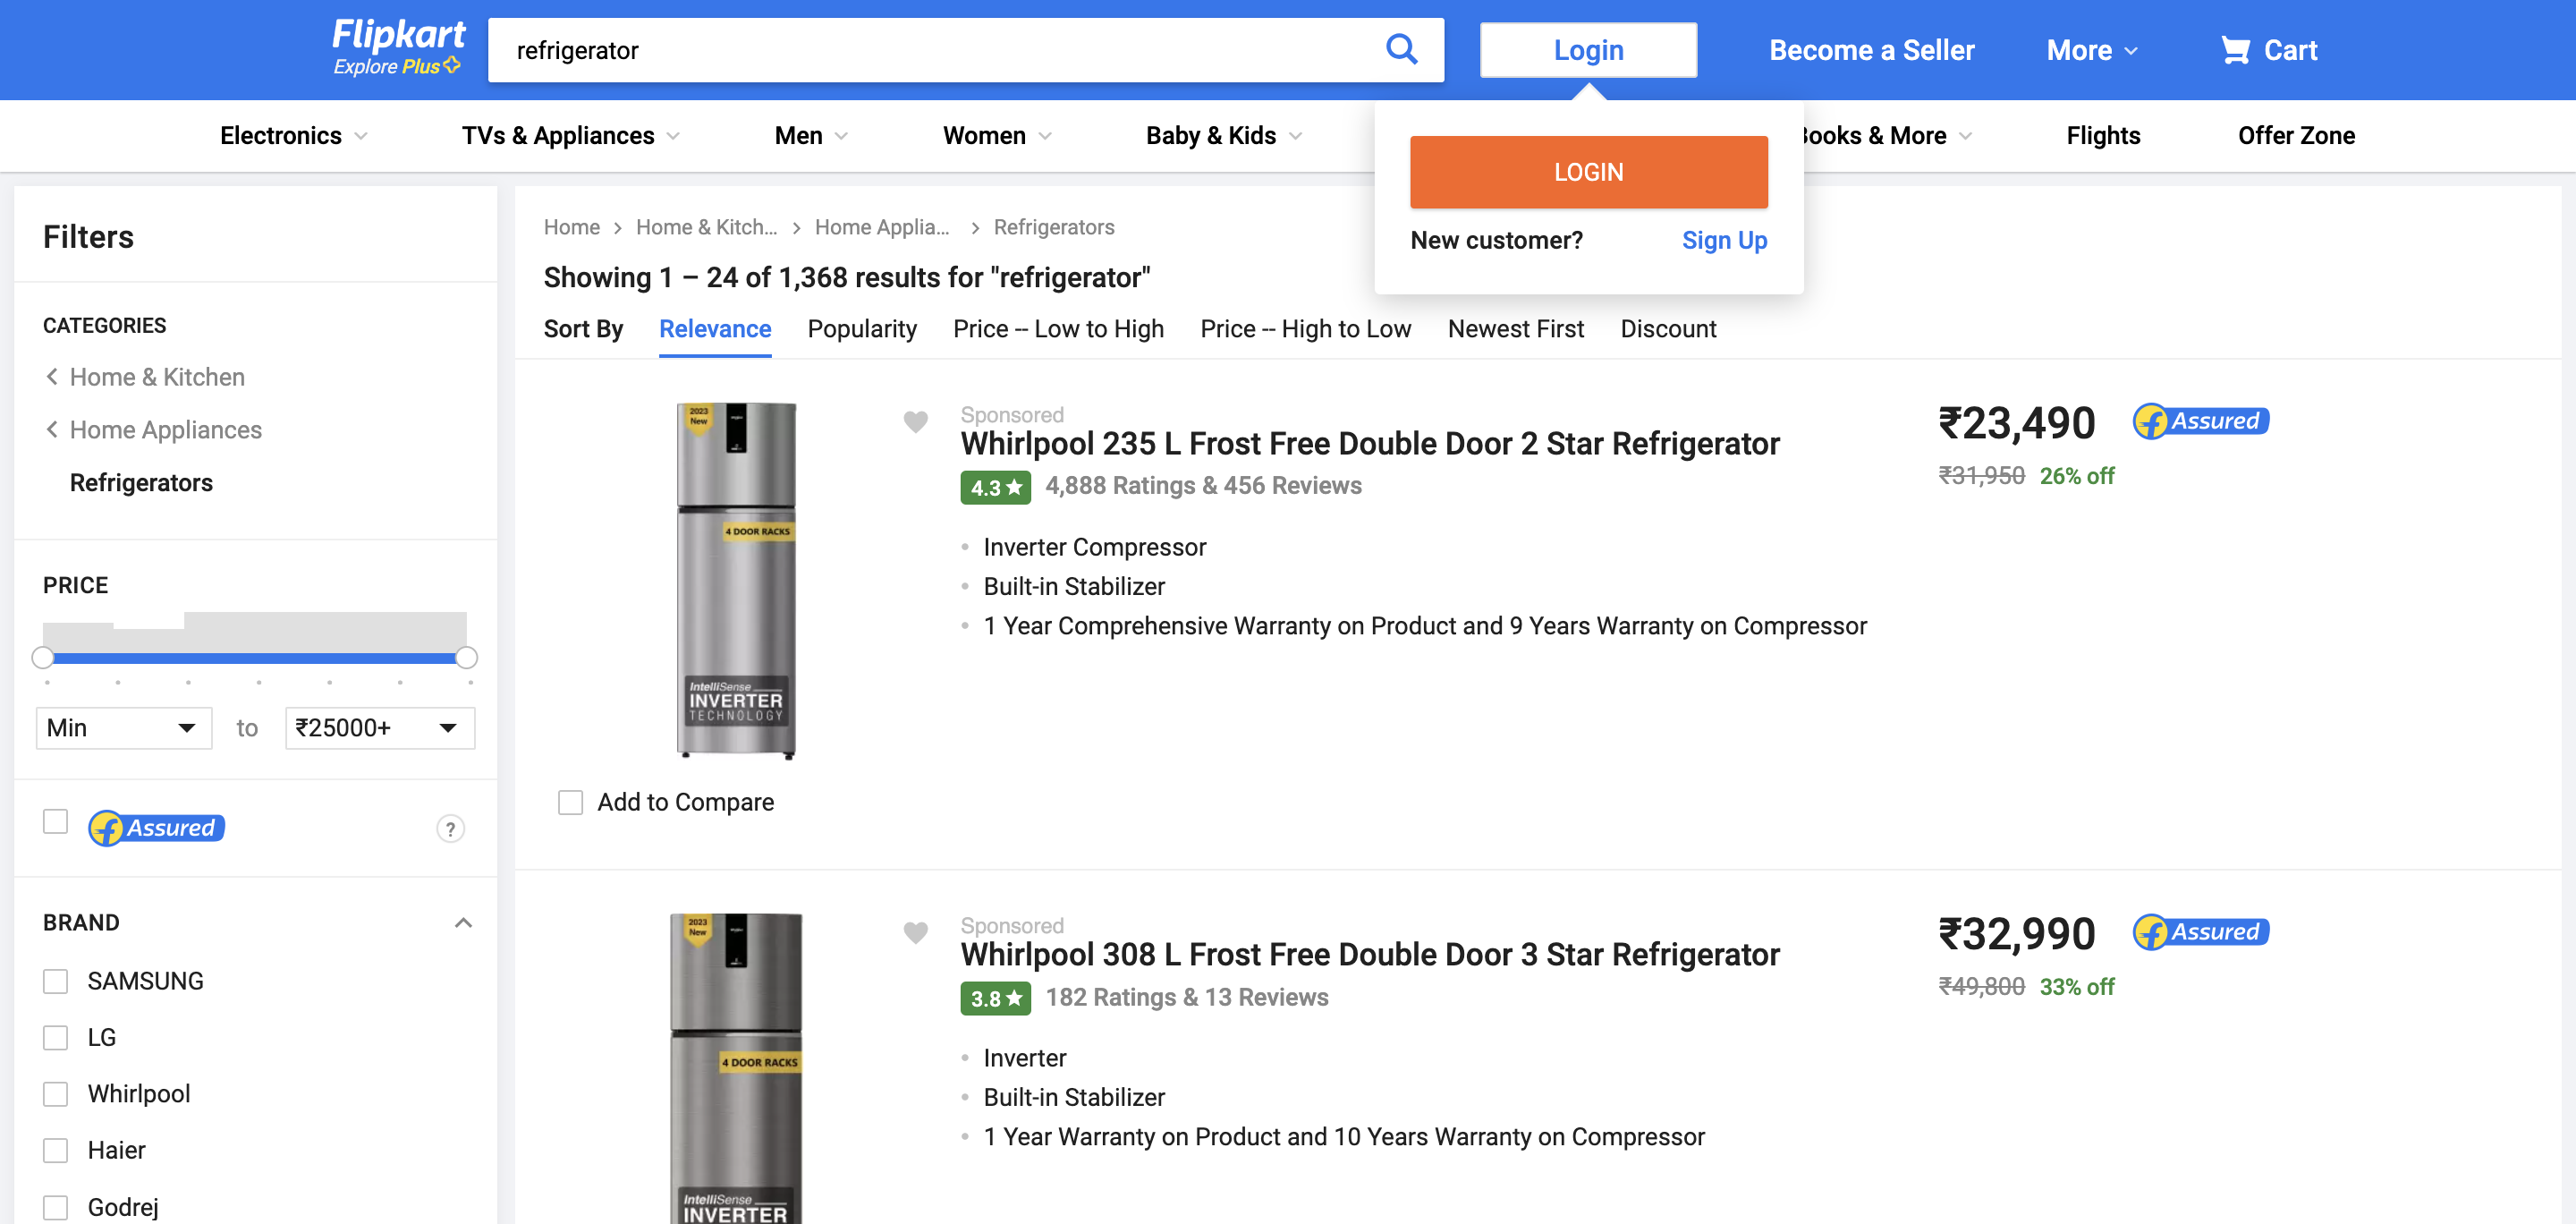 Flipkart
Explore Plus
refrigerator
Login
Become a Seller
More
Cart
Electronics
TVs & Appliances
Men
Women
Baby & Kids
ooks & More
Flights
Offer Zone
LOGIN
New customer? Sign Up
Filters
CATEGORIES
Home & Kitchen
Home Appliances
Refrigerators
PRICE
Min to ₹25000+
Assured
?
BRAND
SAMSUNG
LG
Whirlpool
Haier
Godrej
Home > Home & Kitch... > Home Applia... > Refrigerators
Showing 1 – 24 of 1,368 results for "refrigerator"
Sort By Relevance Popularity Price -- Low to High Price -- High to Low Newest First Discount
2023
New
4 DOOR RACKS
IntelliSense
INVERTER
TECHNOLOGY
Add to Compare
Sponsored
Whirlpool 235 L Frost Free Double Door 2 Star Refrigerator
4.3 ★ 4,888 Ratings & 456 Reviews
• Inverter Compressor
• Built-in Stabilizer
• 1 Year Comprehensive Warranty on Product and 9 Years Warranty on Compressor
₹23,490
Assured
₹31,950 26% off
2023
New
4 DOOR RACKS
IntelliSense
INVERTER
Sponsored
Whirlpool 308 L Frost Free Double Door 3 Star Refrigerator
3.8 ★ 182 Ratings & 13 Reviews
• Inverter
• Built-in Stabilizer
• 1 Year Warranty on Product and 10 Years Warranty on Compressor
₹32,990
Assured
₹49,800 33% off